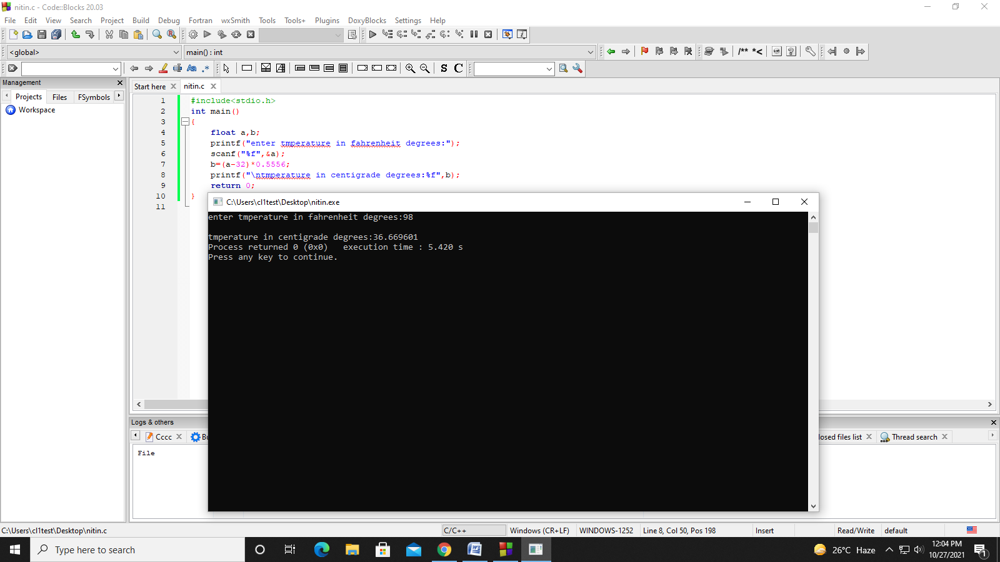 nitin.c - Code::Blocks 20.03
File Edit View Search Project Build Debug Fortran wxSmith Tools Tools+ Plugins DoxyBlocks Settings Help
<global> main() : int
/** *<
S C
Management
Projects Files FSymbols
Workspace
Start here nitin.c
1 #include<stdio.h>
2 int main()
3 {
4 float a,b;
5 printf("enter tmperature in fahrenheit degrees:");
6 scanf("%f",&a);
7 b=(a-32)*0.5556;
8 printf("\ntmperature in centigrade degrees:%f",b);
9 return 0;
10 }
11
C:\Users\cl1test\Desktop\nitin.exe
enter tmperature in fahrenheit degrees:98
tmperature in centigrade degrees:36.669601
Process returned 0 (0x0) execution time : 5.420 s
Press any key to continue.
Logs & others
Cccc Bu losed files list Thread search
File
C:\Users\cl1test\Desktop\nitin.c C/C++ Windows (CR+LF) WINDOWS-1252 Line 8, Col 50, Pos 198 Insert Read/Write default
Type here to search
26°C Haze
12:04 PM
10/27/2021
1